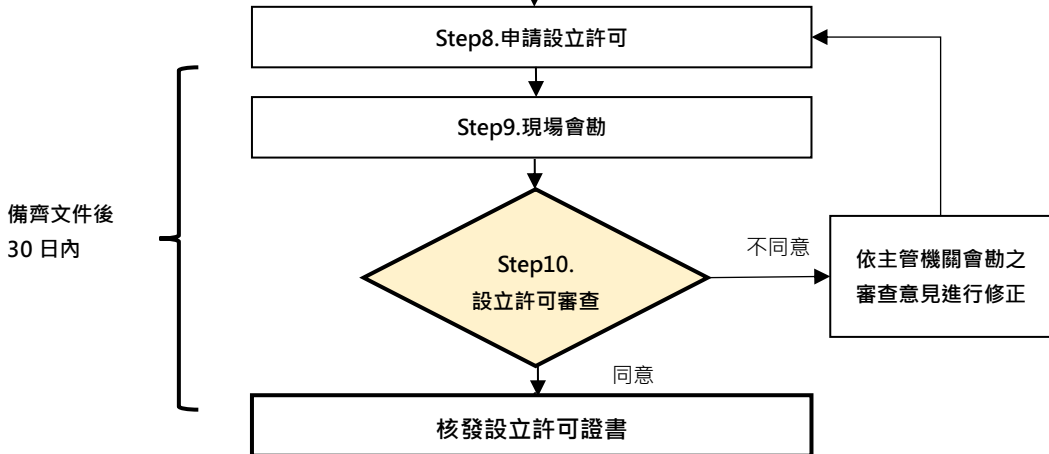 Step8.申請設立許可
Step9.現場會勘
備齊文件後
30 日內
Step10.
設立許可審查
不同意
依主管機關會勘之
審查意見進行修正
同意
核發設立許可證書